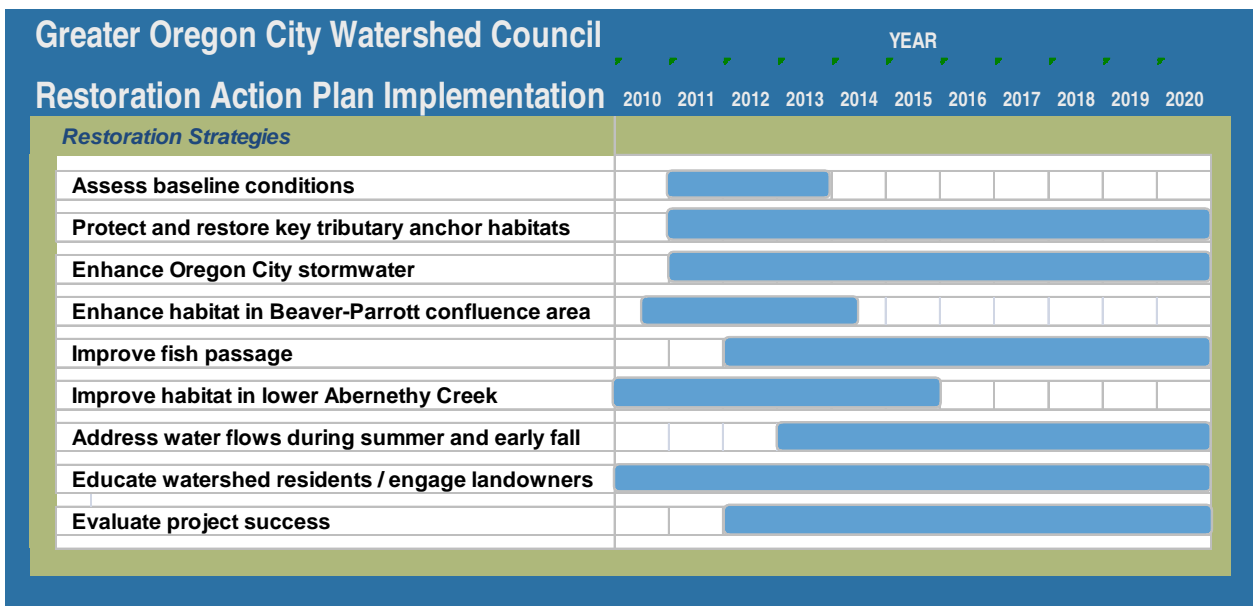 Greater Oregon City Watershed Council
YEAR
Restoration Action Plan Implementation 2010 2011 2012 2013 2014 2015 2016 2017 2018 2019 2020
Restoration Strategies
Assess baseline conditions
Protect and restore key tributary anchor habitats
Enhance Oregon City stormwater
Enhance habitat in Beaver-Parrott confluence area
Improve fish passage
Improve habitat in lower Abernethy Creek
Address water flows during summer and early fall
Educate watershed residents / engage landowners
Evaluate project success